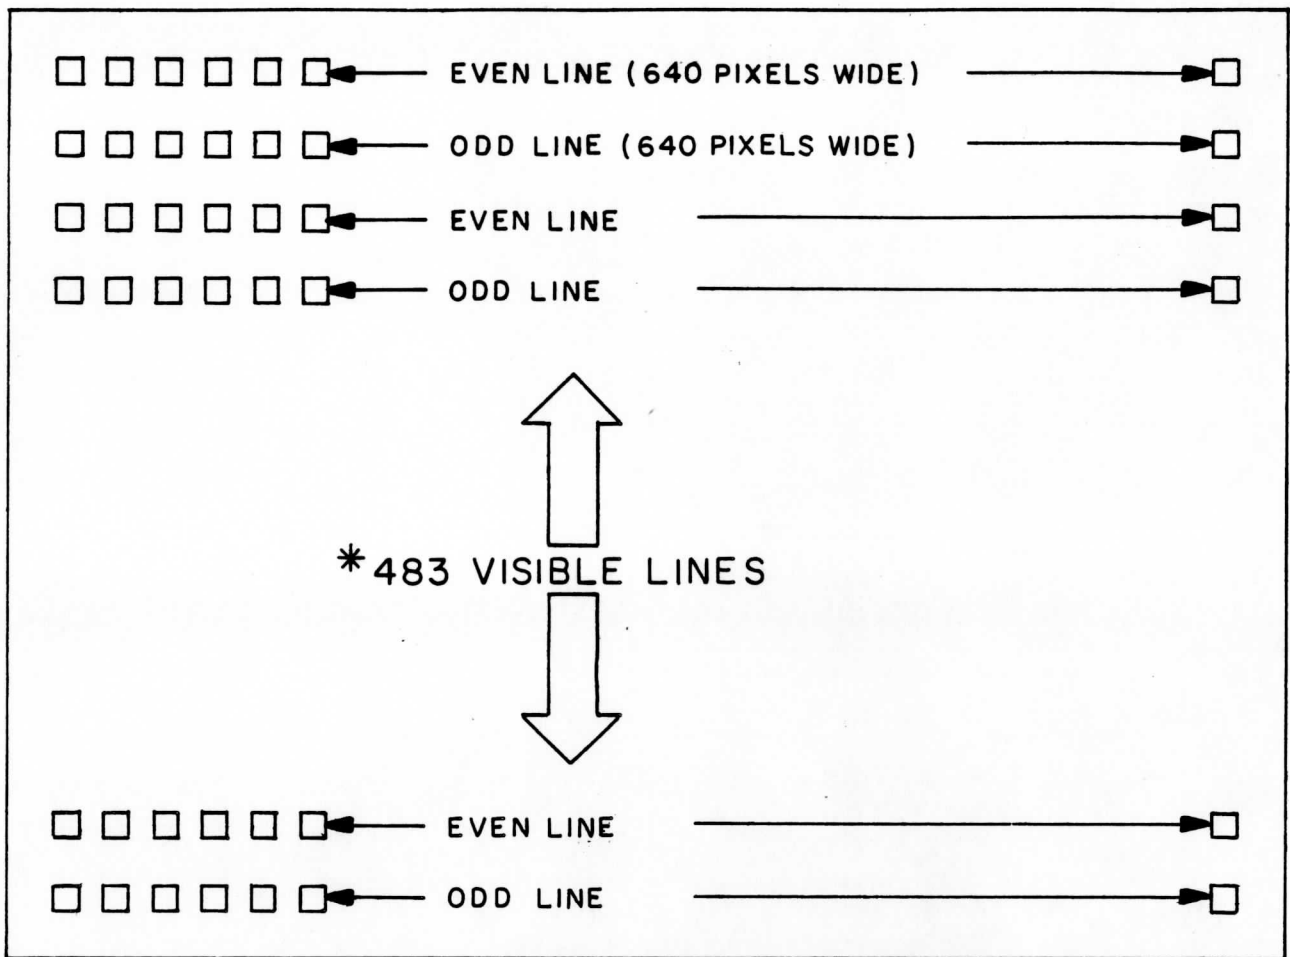 EVEN LINE (640 PIXELS WIDE)
ODD LINE (640 PIXELS WIDE)
EVEN LINE
ODD LINE
*483 VISIBLE LINES
EVEN LINE
ODD LINE